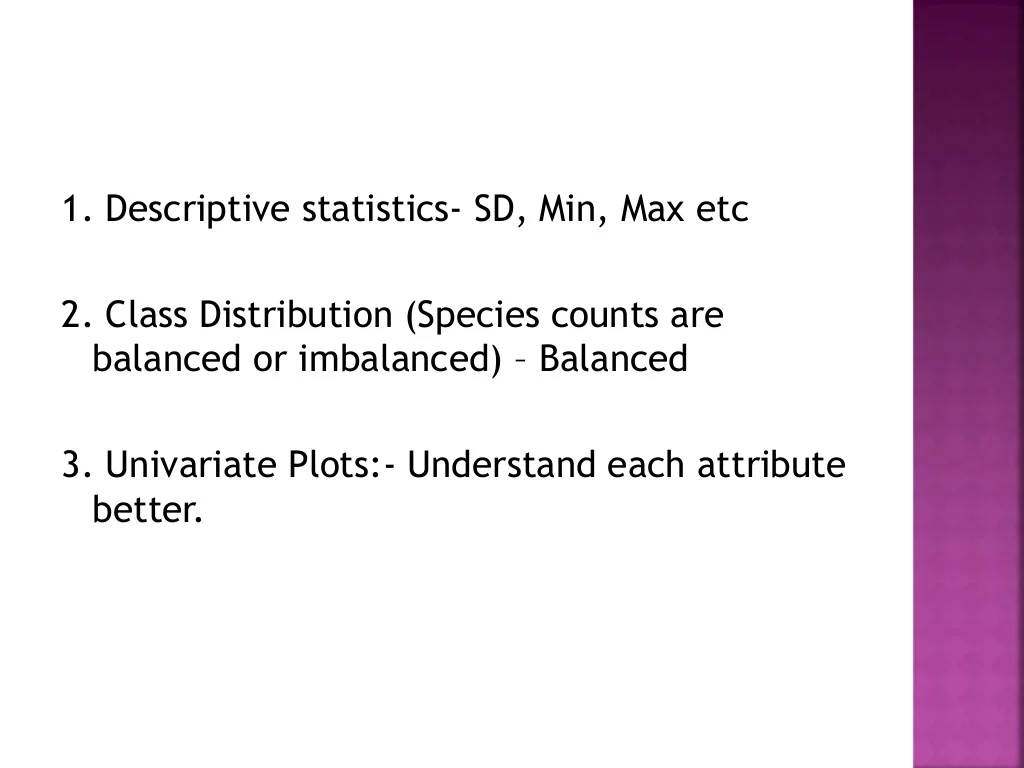 1. Descriptive statistics- SD, Min, Max etc
2. Class Distribution (Species counts are
balanced or imbalanced) – Balanced
3. Univariate Plots:- Understand each attribute
better.